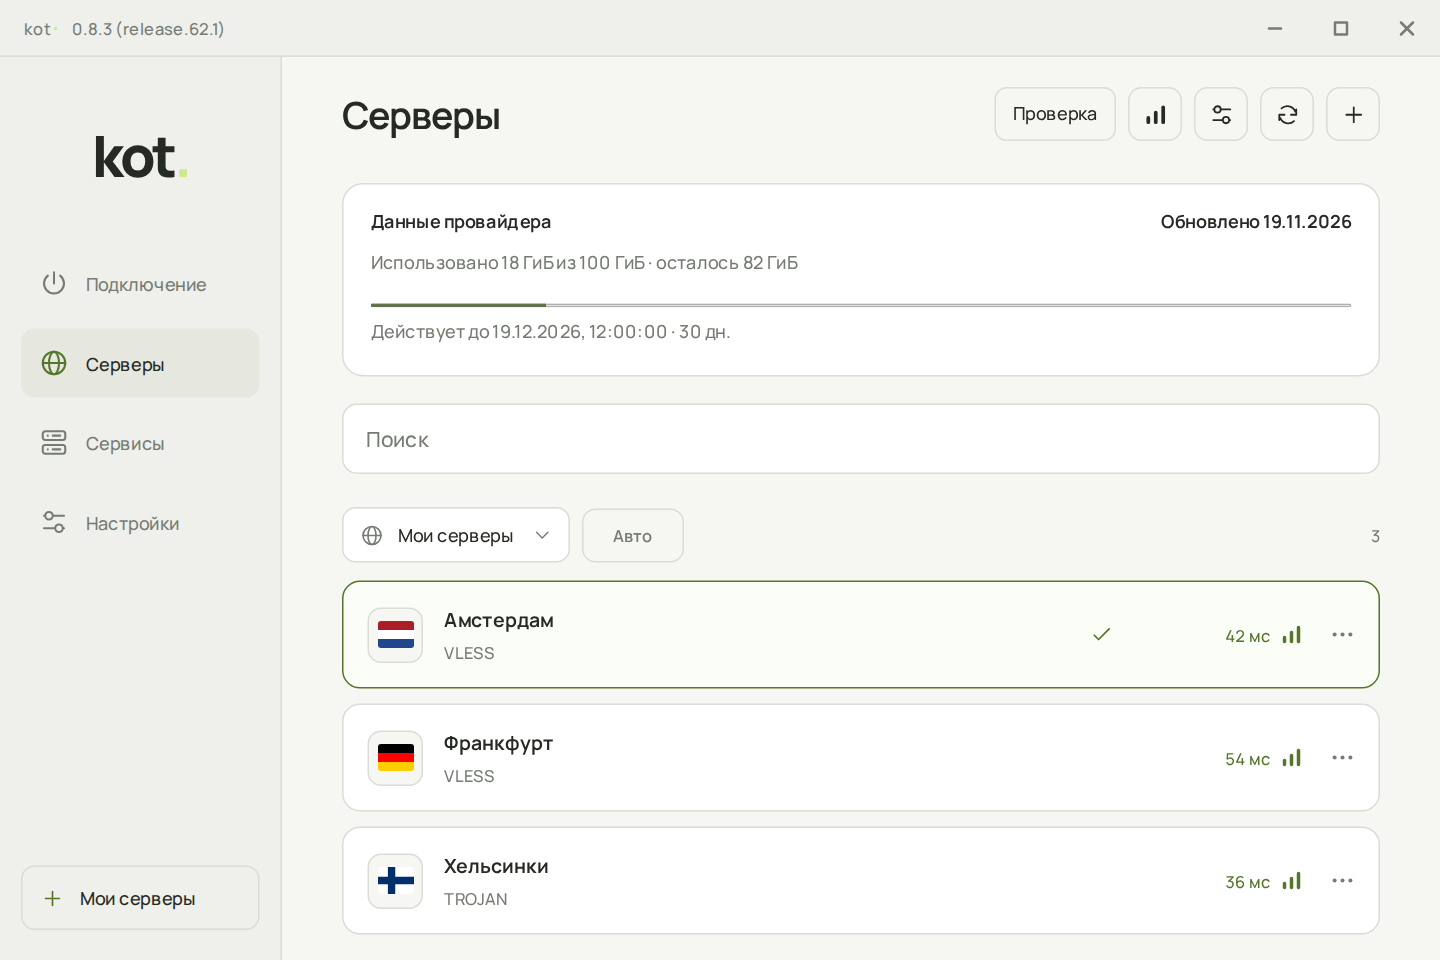 kot· 0.8.3 (release.62.1)
kot.
Подключение
Серверы
Сервисы
Настройки
Мои серверы
Серверы
Проверка
Данные провайдера
Обновлено 19.11.2026
Использовано 18 ГиБ из 100 ГиБ · осталось 82 ГиБ
Действует до 19.12.2026, 12:00:00 · 30 дн.
Поиск
Мои серверы
Авто
3
Амстердам
VLESS
42 мс
Франкфурт
VLESS
54 мс
Хельсинки
TROJAN
36 мс